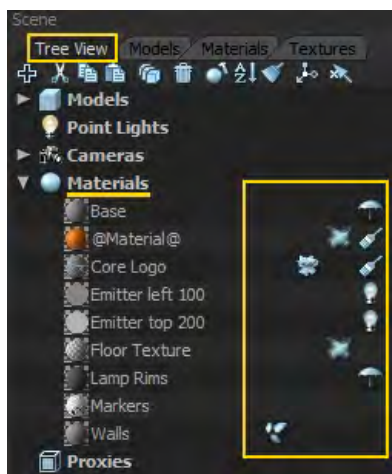 Scene
Tree View Models Materials Textures
Models
Point Lights
Cameras
Materials
Base
@Material@
Core Logo
Emitter left 100
Emitter top 200
Floor Texture
Lamp Rims
Markers
Walls
Proxies